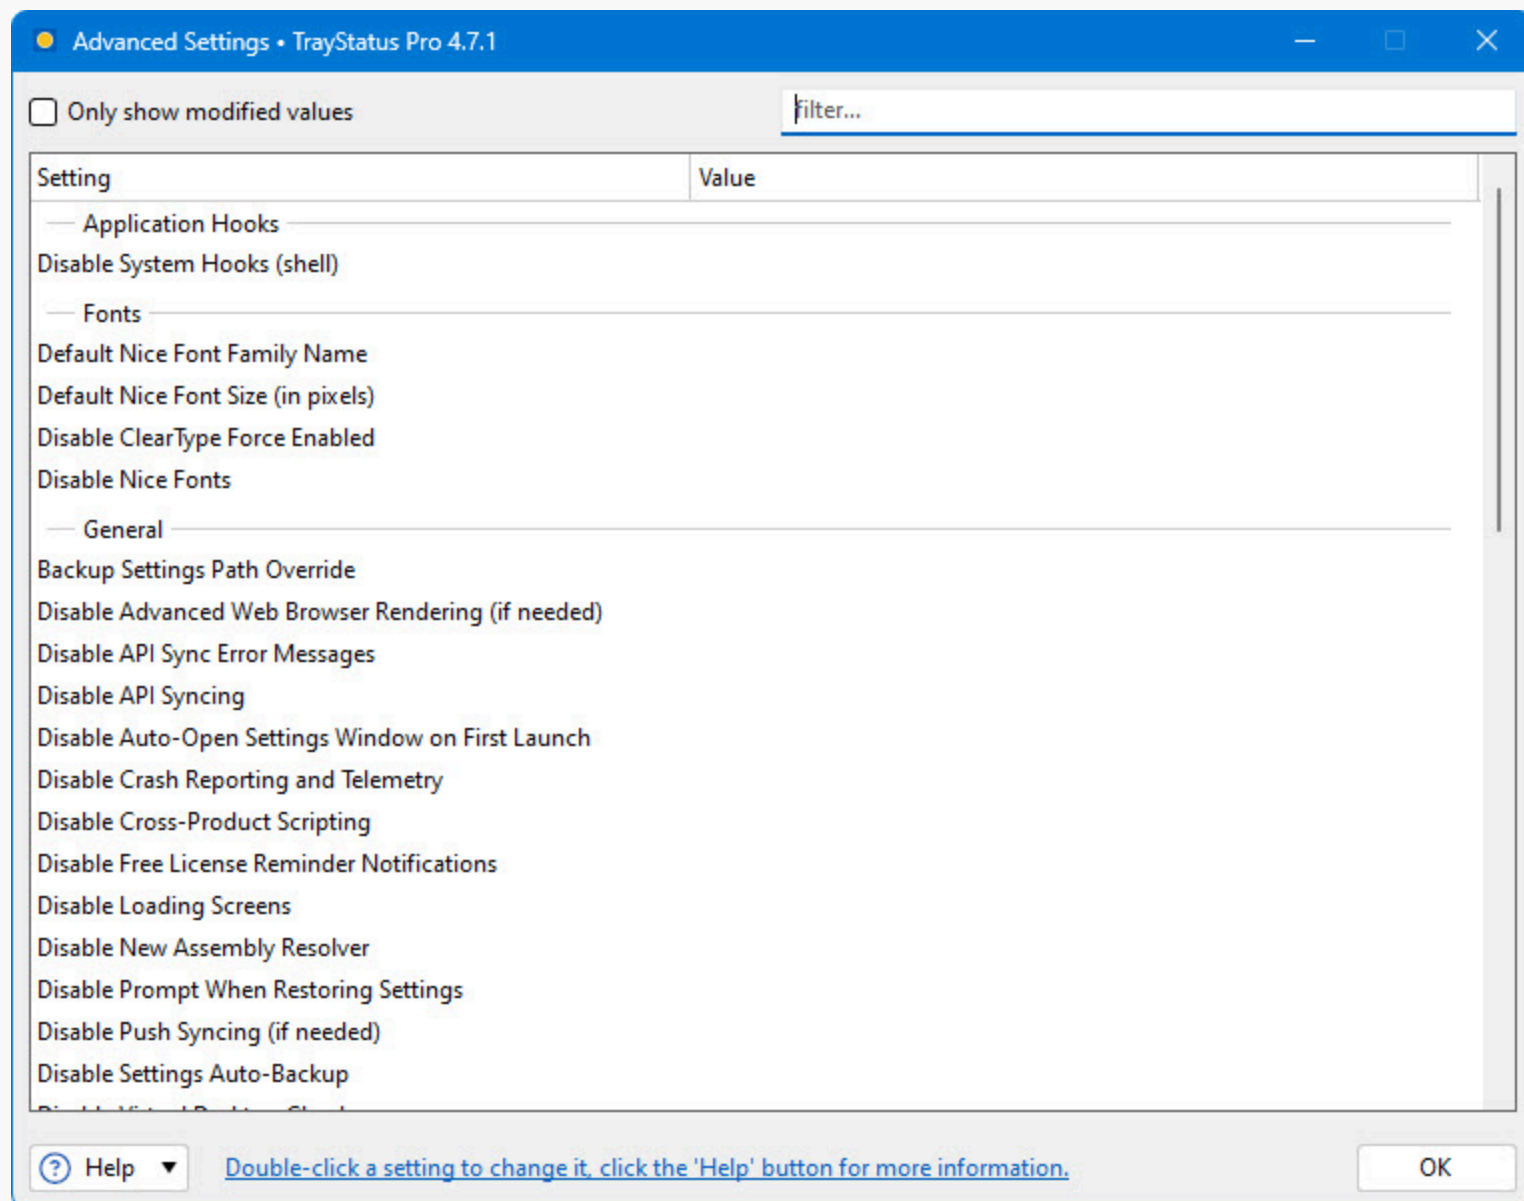 Advanced Settings • TrayStatus Pro 4.7.1
Only show modified values
filter...
Setting Value
Application Hooks
Disable System Hooks (shell)
Fonts
Default Nice Font Family Name
Default Nice Font Size (in pixels)
Disable ClearType Force Enabled
Disable Nice Fonts
General
Backup Settings Path Override
Disable Advanced Web Browser Rendering (if needed)
Disable API Sync Error Messages
Disable API Syncing
Disable Auto-Open Settings Window on First Launch
Disable Crash Reporting and Telemetry
Disable Cross-Product Scripting
Disable Free License Reminder Notifications
Disable Loading Screens
Disable New Assembly Resolver
Disable Prompt When Restoring Settings
Disable Push Syncing (if needed)
Disable Settings Auto-Backup
? Help ▼ Double-click a setting to change it, click the 'Help' button for more information. OK